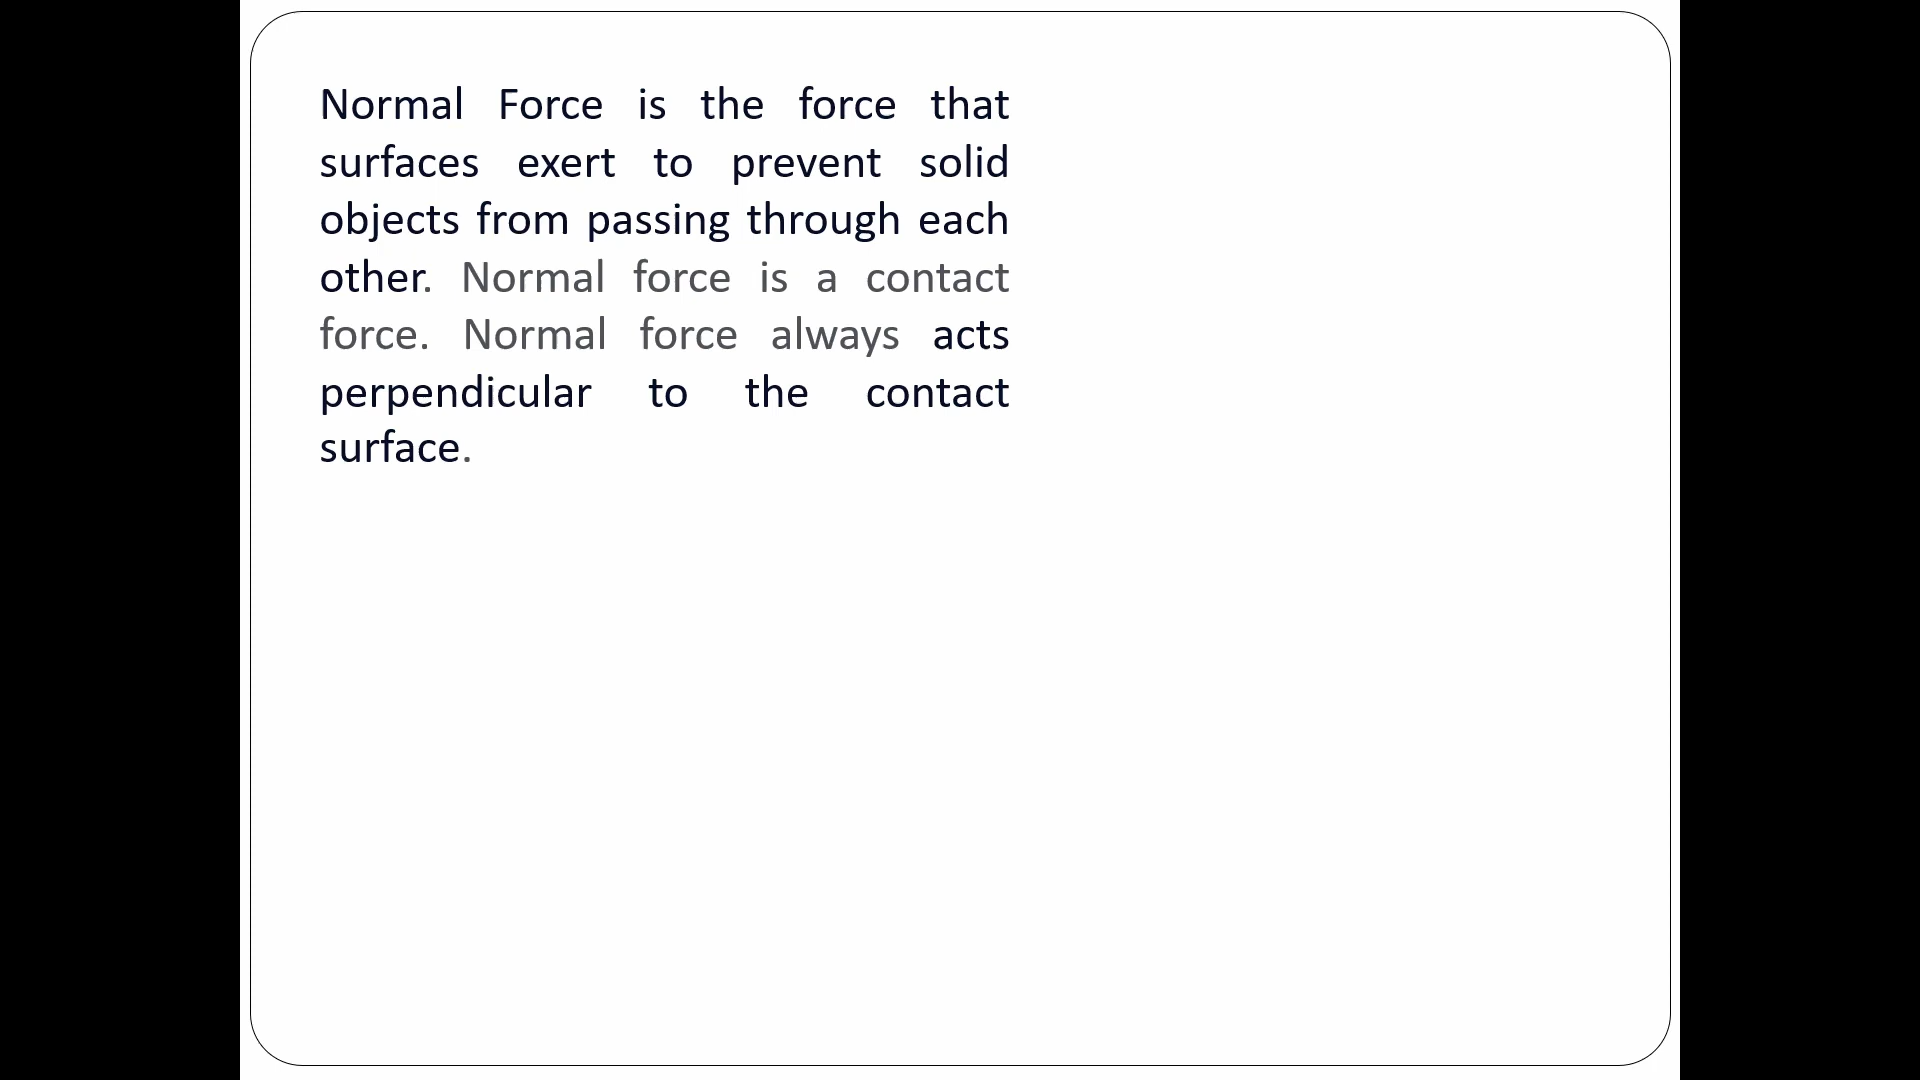 Normal Force is the force that
surfaces exert to prevent solid
objects from passing through each
other. Normal force is a contact
force. Normal force always acts
perpendicular to the contact
surface.